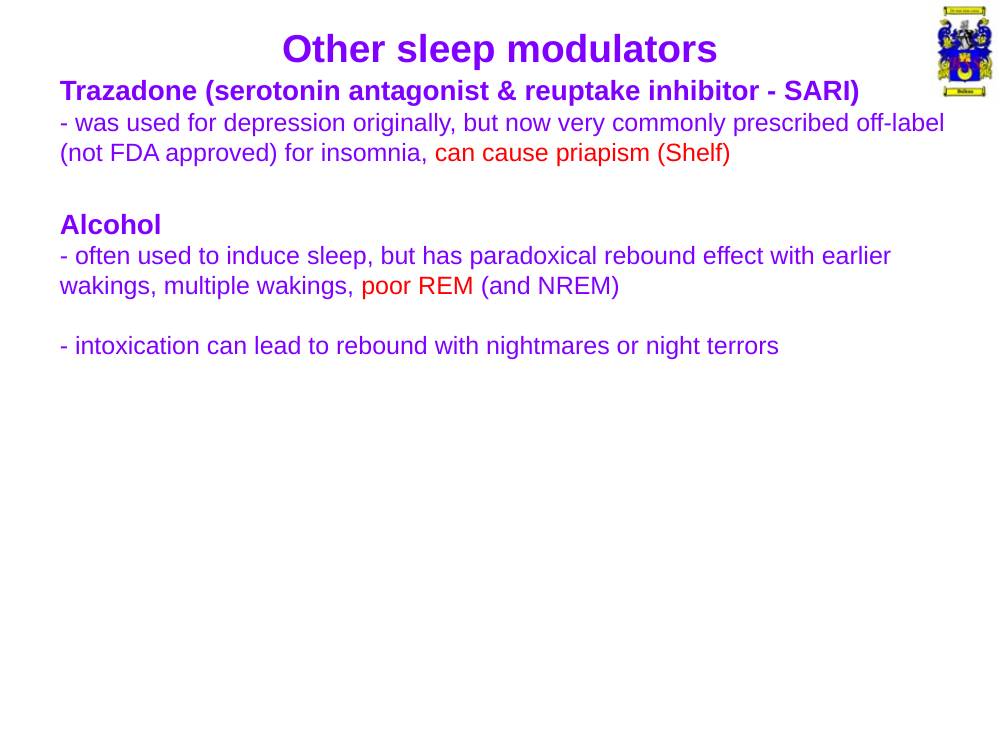 Other sleep modulators
Trazadone (serotonin antagonist & reuptake inhibitor - SARI)
- was used for depression originally, but now very commonly prescribed off-label
(not FDA approved) for insomnia, can cause priapism (Shelf)
Alcohol
- often used to induce sleep, but has paradoxical rebound effect with earlier
wakings, multiple wakings, poor REM (and NREM)
- intoxication can lead to rebound with nightmares or night terrors